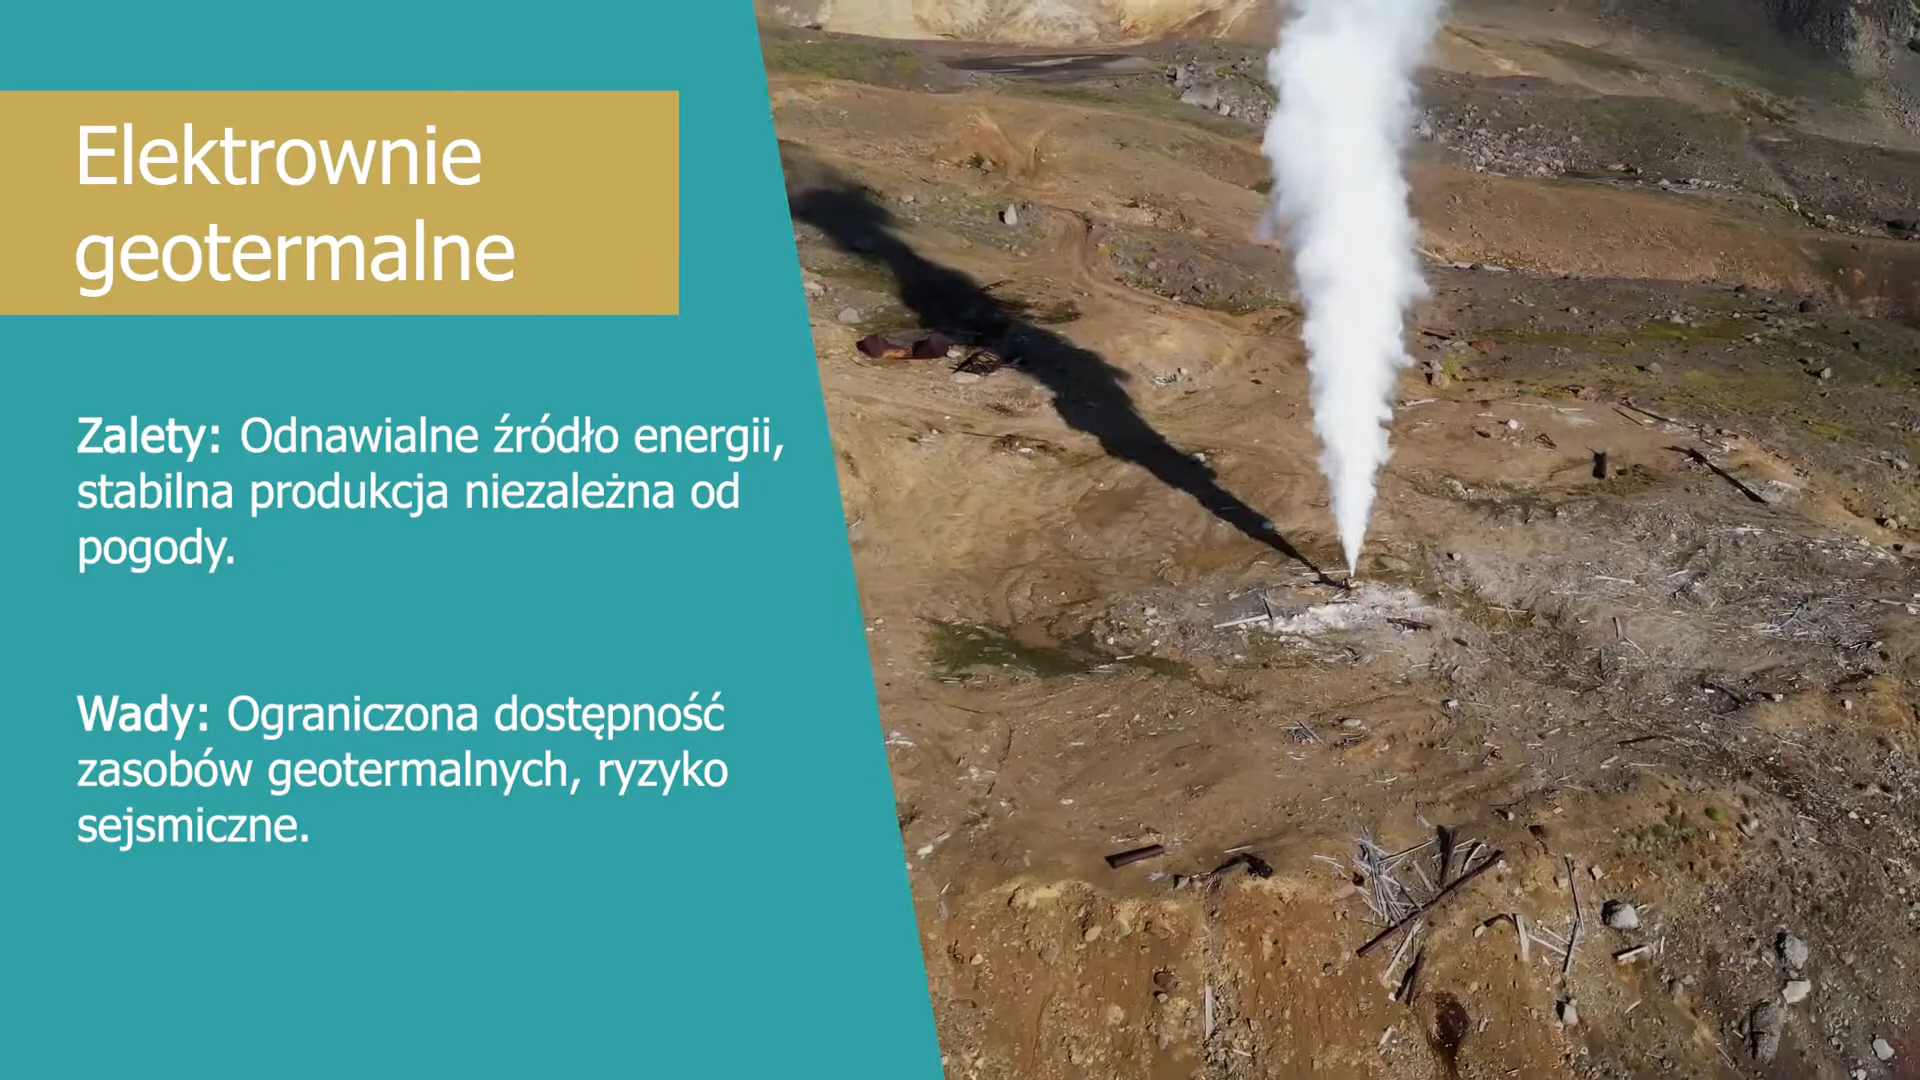 Elektrownie
geotermalne
Zalety: Odnawialne źródło energii,
stabilna produkcja niezależna od
pogody.
Wady: Ograniczona dostępność
zasobów geotermalnych, ryzyko
sejsmiczne.